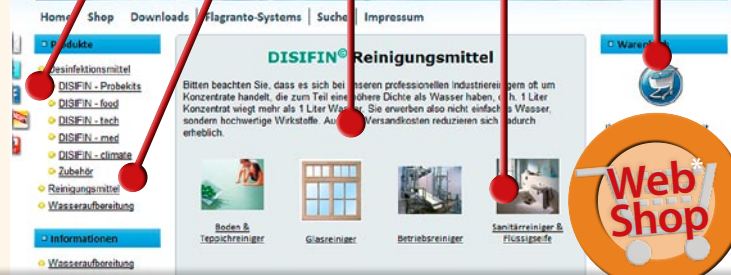 Home Shop Downloads Flagranto-Systems Suche Impressum
Produkte
Desinfektionsmittel
DISIFIN - Probekits
DISIFIN - food
DISIFIN - tech
DISIFIN - med
DISIFIN - climate
Zubehör
Reinigungsmittel
Wasseraufbereitung
Informationen
Wasseraufbereitung
DISIFIN© Reinigungsmittel
Bitten beachten Sie, dass es sich bei unseren professionellen Industriereinigern oft um
Konzentrate handelt, die zum Teil eine höhere Dichte als Wasser haben, d.h. 1 Liter
Konzentrat wiegt mehr als 1 Liter Wasser. Sie erwerben also nicht einfaches Wasser,
sondern hochwertige Wirkstoffe. Auch Versandkosten reduzieren sich dadurch
erheblich.
Boden &
Teppichreiniger
Glasreiniger
Betriebsreiniger
Sanitärreiniger &
Flüssigseife
Warenkorb
Web*
Shop